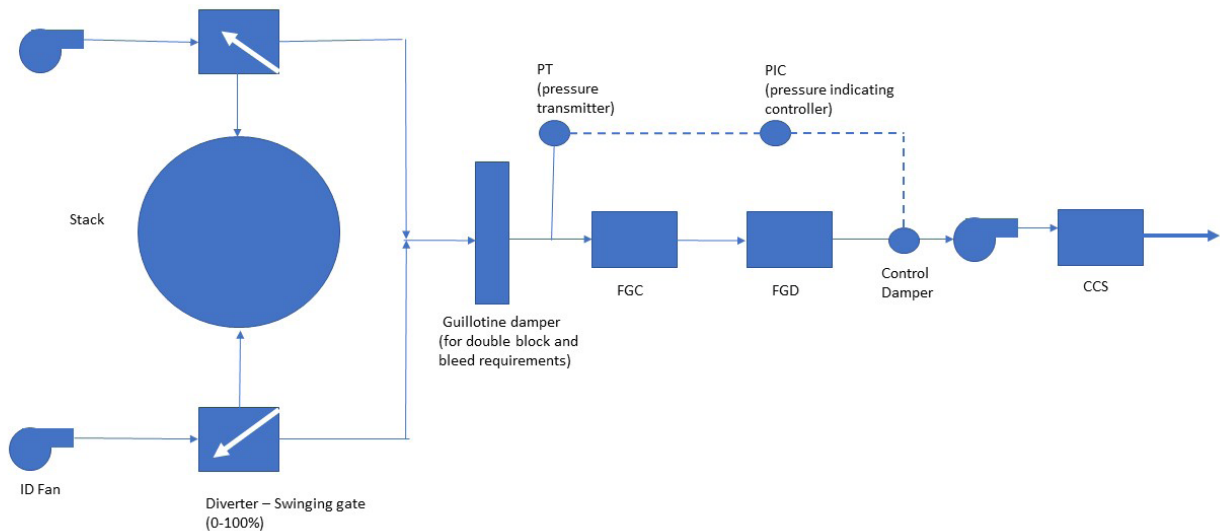 PT
(pressure
transmitter)
PIC
(pressure indicating
controller)
Stack
FGC
FGD
Control
Damper
CCS
Guillotine damper
(for double block and
bleed requirements)
ID Fan
Diverter – Swinging gate
(0-100%)